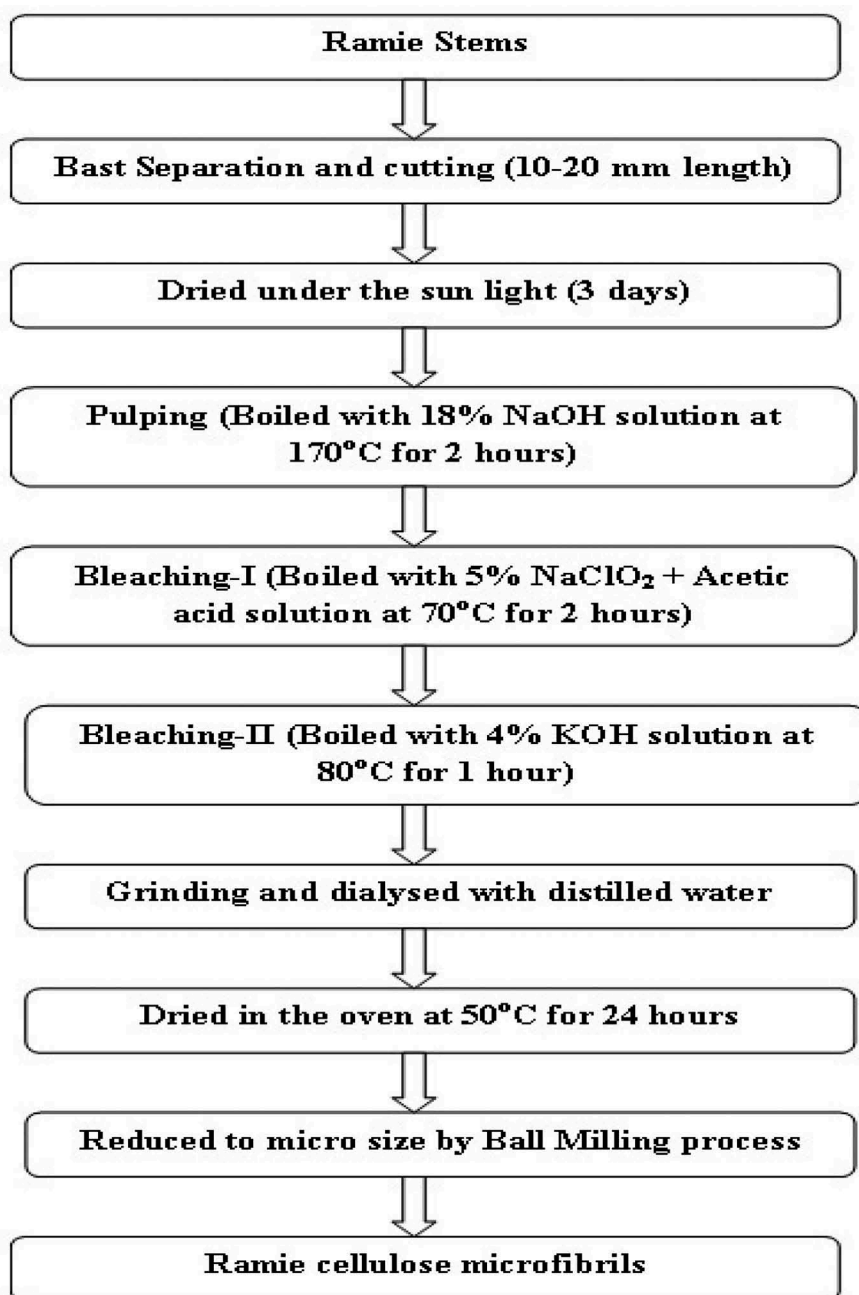 Ramie Stems
Bast Separation and cutting (10-20 mm length)
Dried under the sun light (3 days)
Pulping (Boiled with 18% NaOH solution at
170°C for 2 hours)
Bleaching-I (Boiled with 5% NaClO₂ + Acetic
acid solution at 70°C for 2 hours)
Bleaching-II (Boiled with 4% KOH solution at
80°C for 1 hour)
Grinding and dialysed with distilled water
Dried in the oven at 50°C for 24 hours
Reduced to micro size by Ball Milling process
Ramie cellulose microfibrils